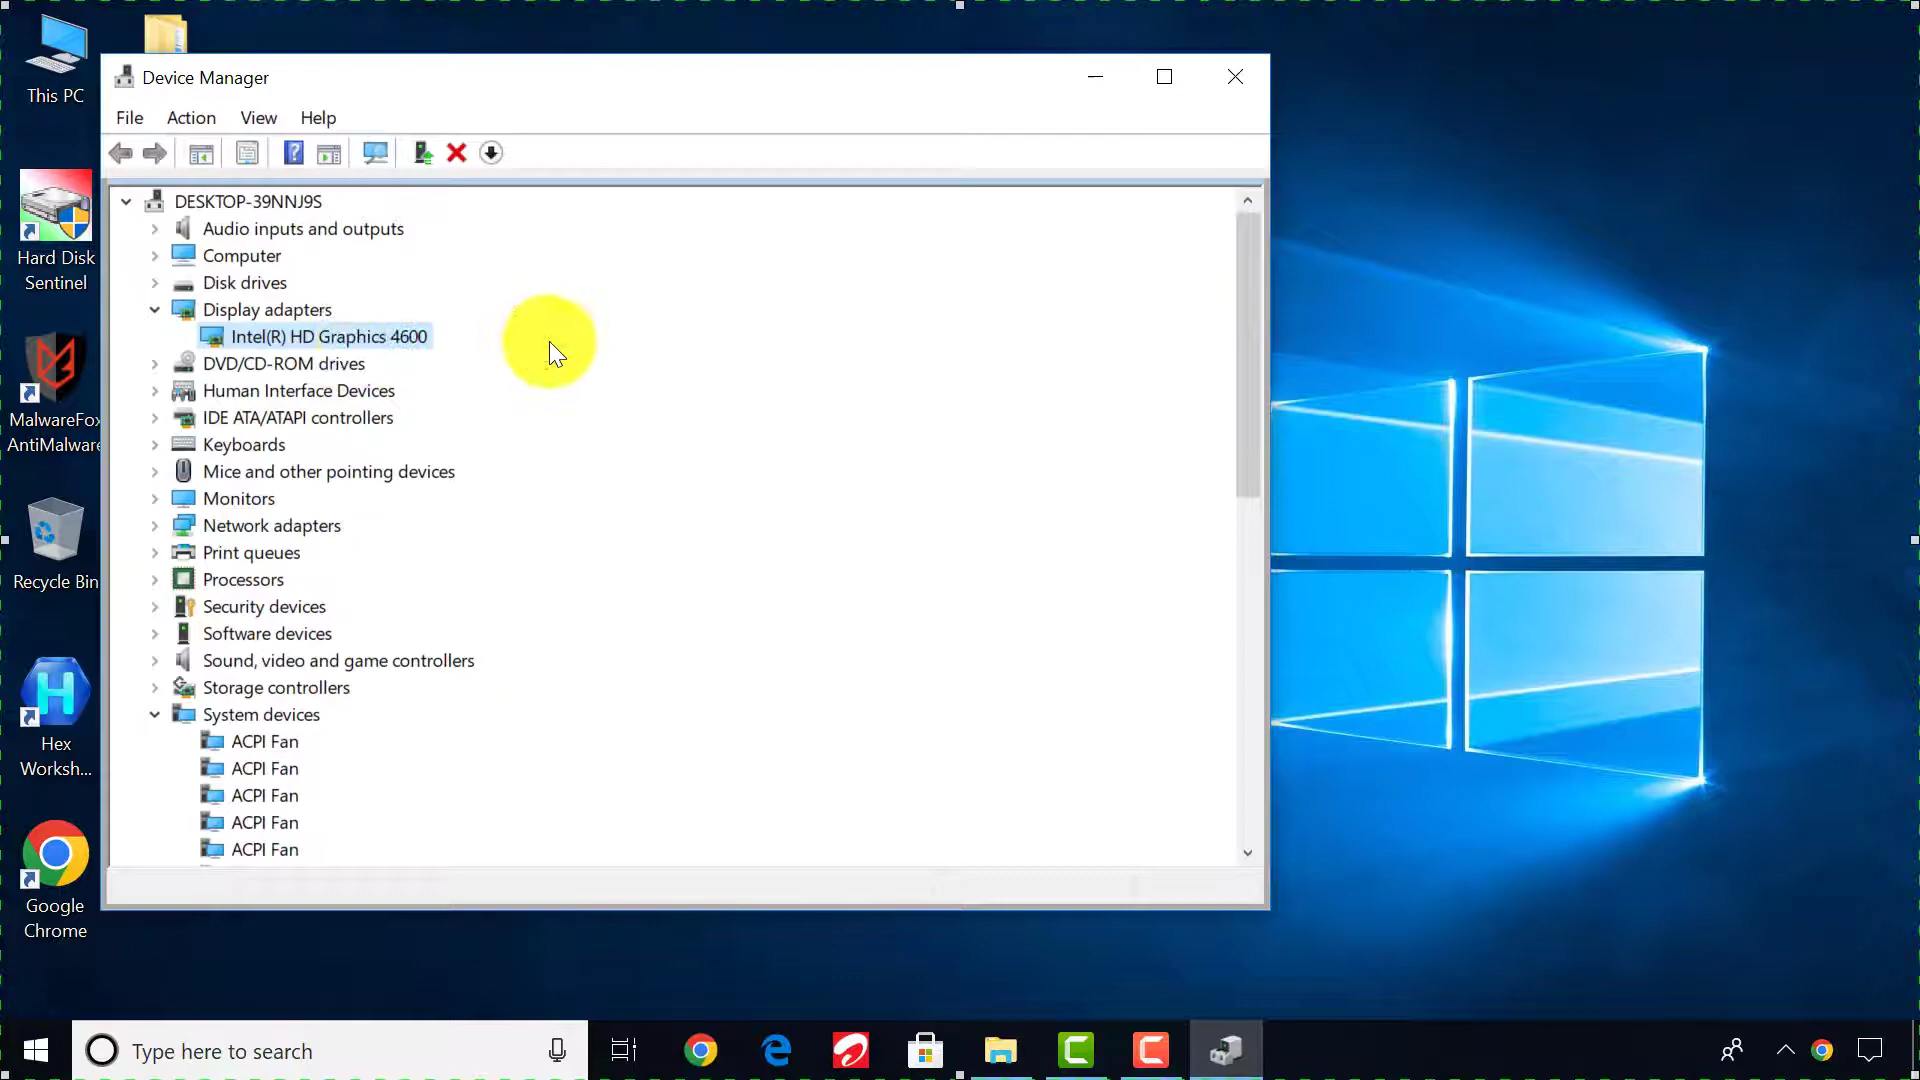 This PC
Device Manager
File Action View Help
DESKTOP-39NNJ9S
Audio inputs and outputs
Computer
Disk drives
Display adapters
Intel(R) HD Graphics 4600
DVD/CD-ROM drives
Human Interface Devices
IDE ATA/ATAPI controllers
Keyboards
Mice and other pointing devices
Monitors
Network adapters
Print queues
Processors
Security devices
Software devices
Sound, video and game controllers
Storage controllers
System devices
ACPI Fan
ACPI Fan
ACPI Fan
ACPI Fan
ACPI Fan
Hard Disk
Sentinel
MalwareFox
AntiMalware
Recycle Bin
Hex
Worksh...
Google
Chrome
Type here to search